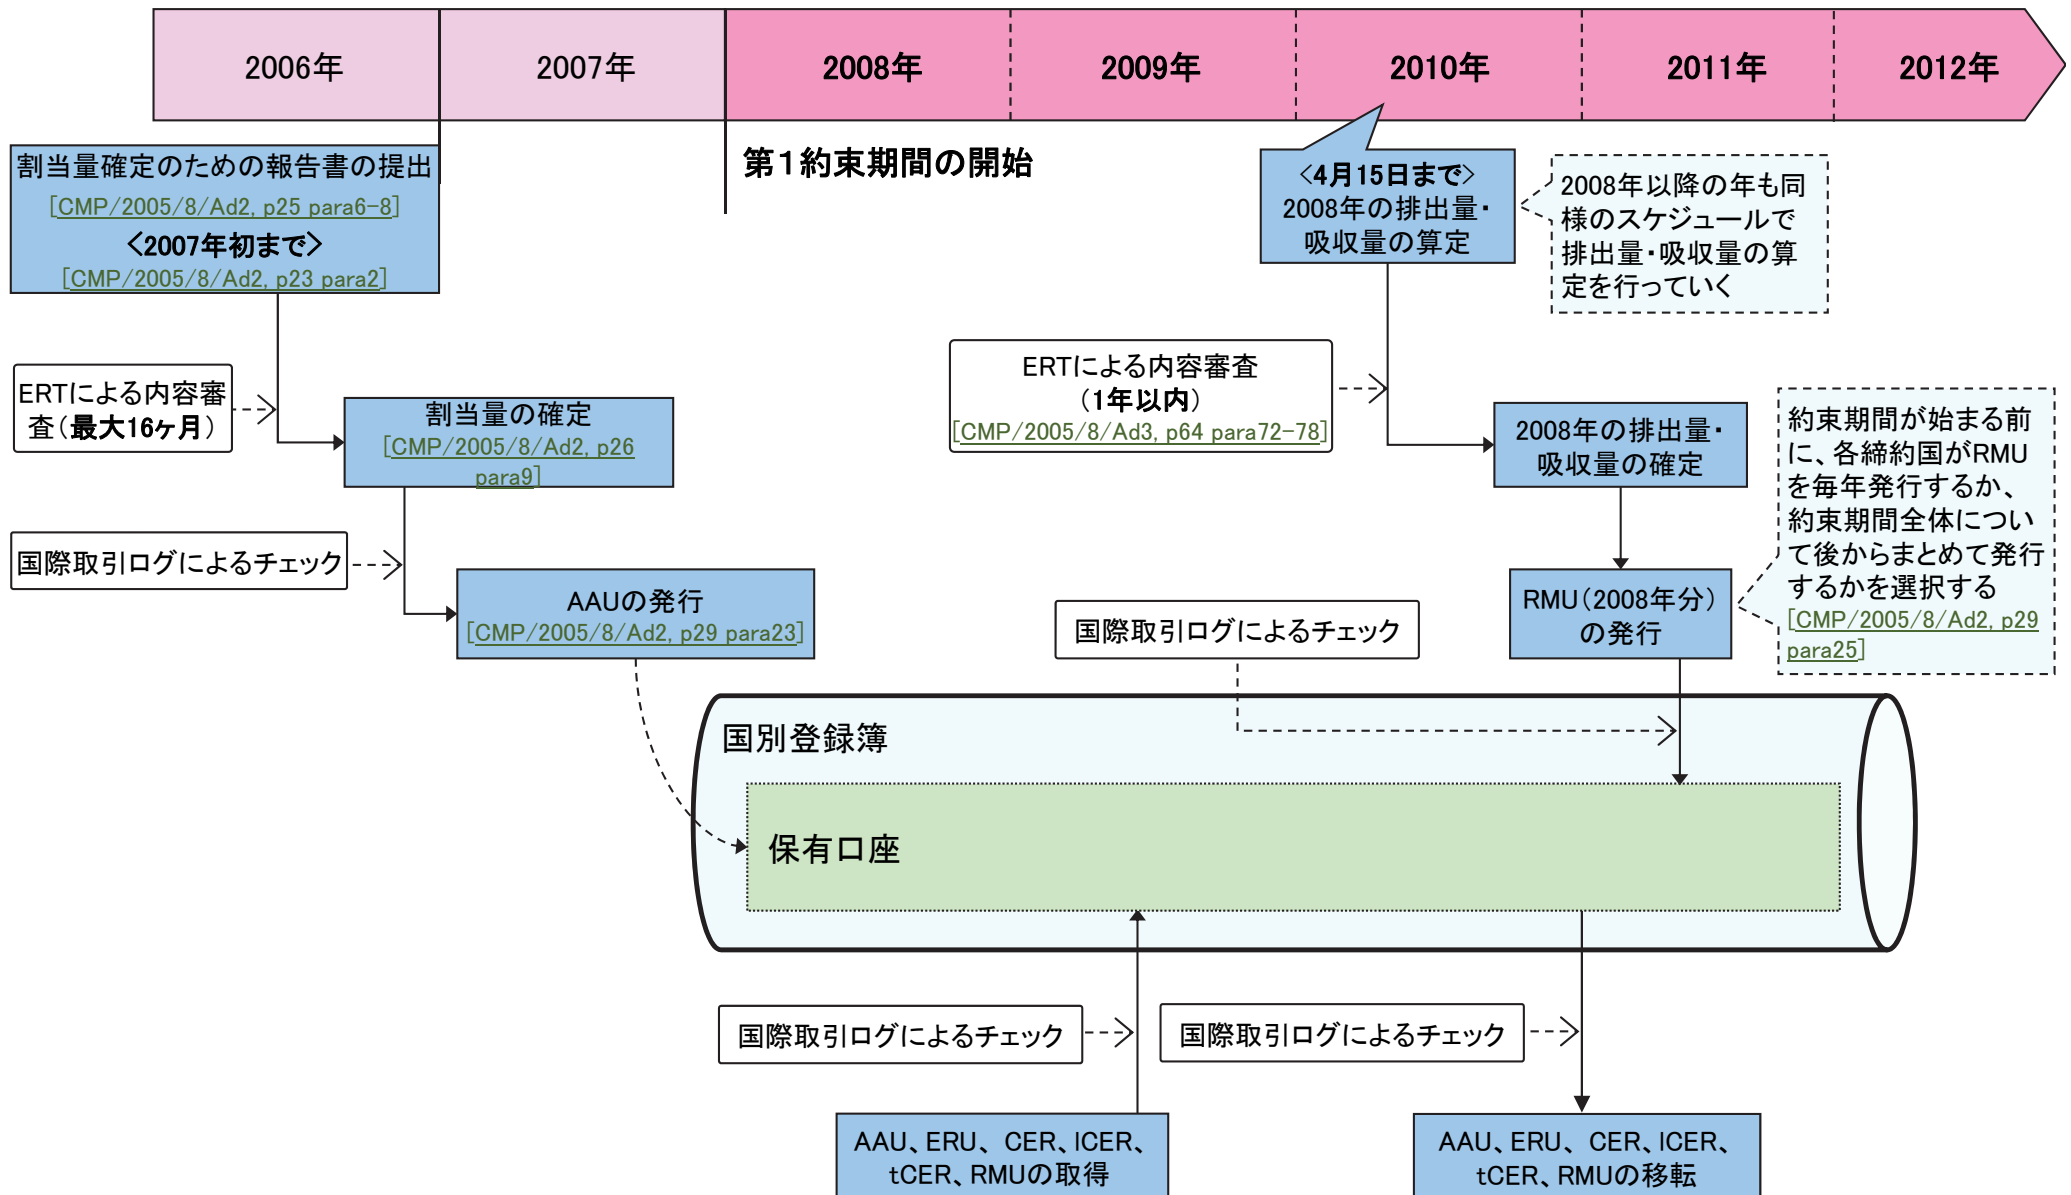 2006年
2007年
2008年
2009年
2010年
2011年
2012年
割当量確定のための報告書の提出
[CMP/2005/8/Ad2, p25 para6-8]
<2007年初まで>
[CMP/2005/8/Ad2, p23 para2]
第1約束期間の開始
<4月15日まで>
2008年の排出量・
吸収量の算定
2008年以降の年も同
様のスケジュールで
排出量・吸収量の算
定を行っていく
ERTによる内容審
査(最大16ヶ月)
割当量の確定
[CMP/2005/8/Ad2, p26
para9]
ERTによる内容審査
(1年以内)
[CMP/2005/8/Ad3, p64 para72-78]
2008年の排出量・
吸収量の確定
約束期間が始まる前
に、各締約国がRMU
を毎年発行するか、
約束期間全体につい
て後からまとめて発行
するかを選択する
[CMP/2005/8/Ad2, p29
para25]
国際取引ログによるチェック
AAUの発行
[CMP/2005/8/Ad2, p29 para23]
国際取引ログによるチェック
RMU(2008年分)
の発行
国別登録簿
保有口座
国際取引ログによるチェック
国際取引ログによるチェック
AAU、ERU、 CER、lCER、
tCER、RMUの取得
AAU、ERU、 CER、lCER、
tCER、RMUの移転